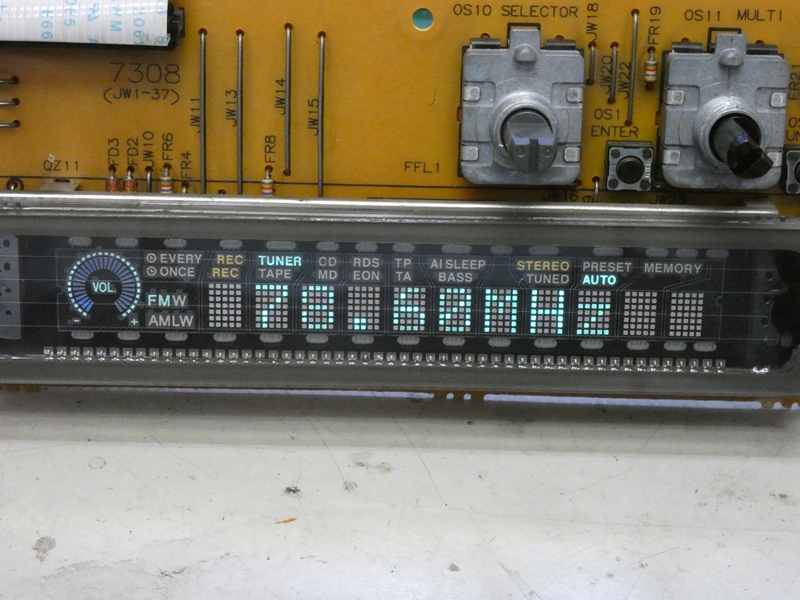 OS10 SELECTOR
JW18
FR19
OS11 MULTI
7308
(JW1~37)
JW11
JW13
JW14
JW15
JW20
JW22
OS1
ENTER
FD3
FD2
JW10
FR6
FR4
FR8
QZ11
FFL1
EVERY
ONCE
REC
REC
TUNER
TAPE
CD
MD
RDS
EON
TP
TA
AI SLEEP
BASS
STEREO
TUNED
PRESET
AUTO
MEMORY
VOL.
- +
FMW
AMLW
78.60MHz